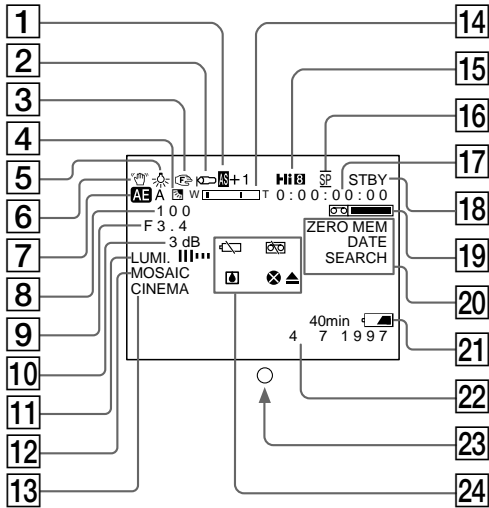 1
2
3
4
5
6
7
8
9
10
11
12
13
14
15
16
17
18
19
20
21
22
23
24
AS+1 Hi8 SP STBY
AE A W T 0:00:00:00
100
F3.4
3 dB
LUMI.
MOSAIC
CINEMA
ZERO MEM
DATE
SEARCH
40min
4 7 1997